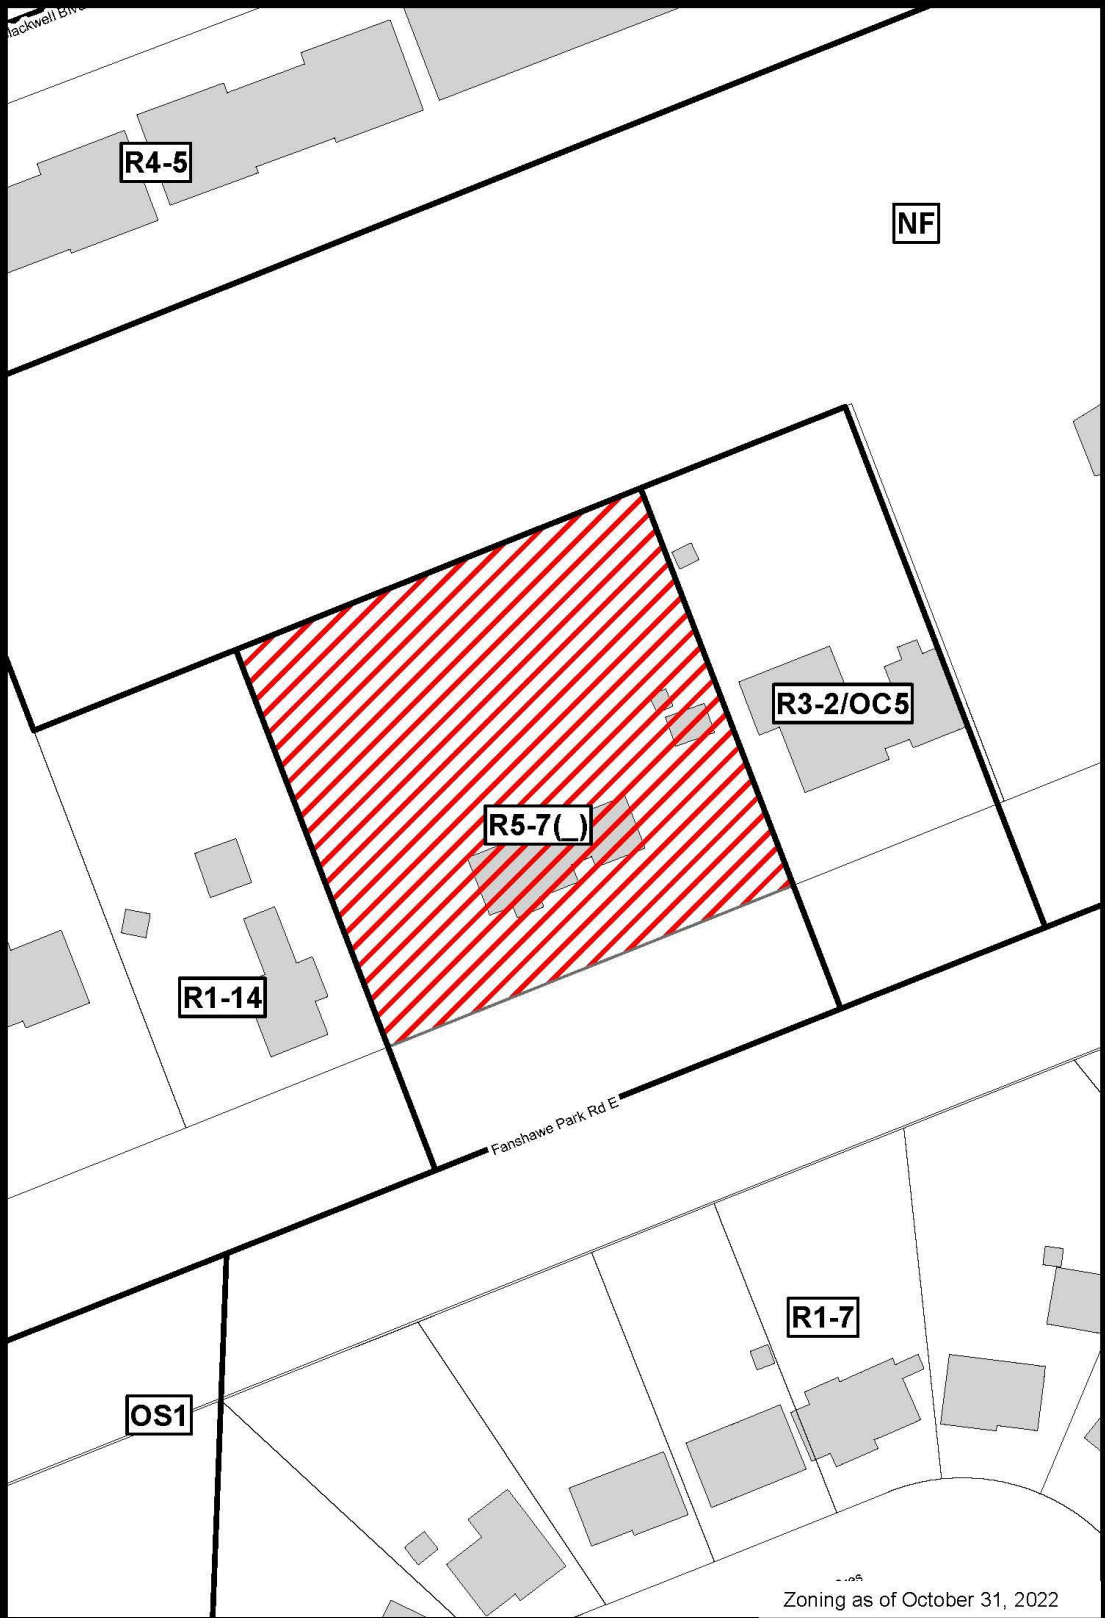 R4-5
NF
R3-2/OC5
R5-7(_)
R1-14
Fanshawe Park Rd E
R1-7
OS1
Zoning as of October 31, 2022